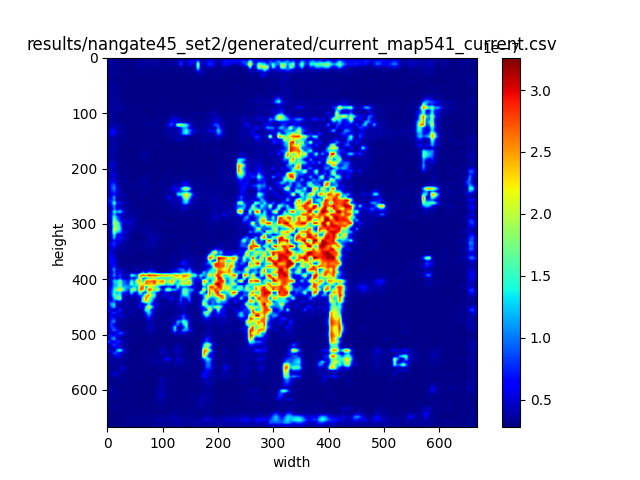 results/nangate45_set2/generated/current_map541_current.csv
1e−7
0
100
200
300
400
500
600
height
0 100 200 300 400 500 600
width
3.0
2.5
2.0
1.5
1.0
0.5